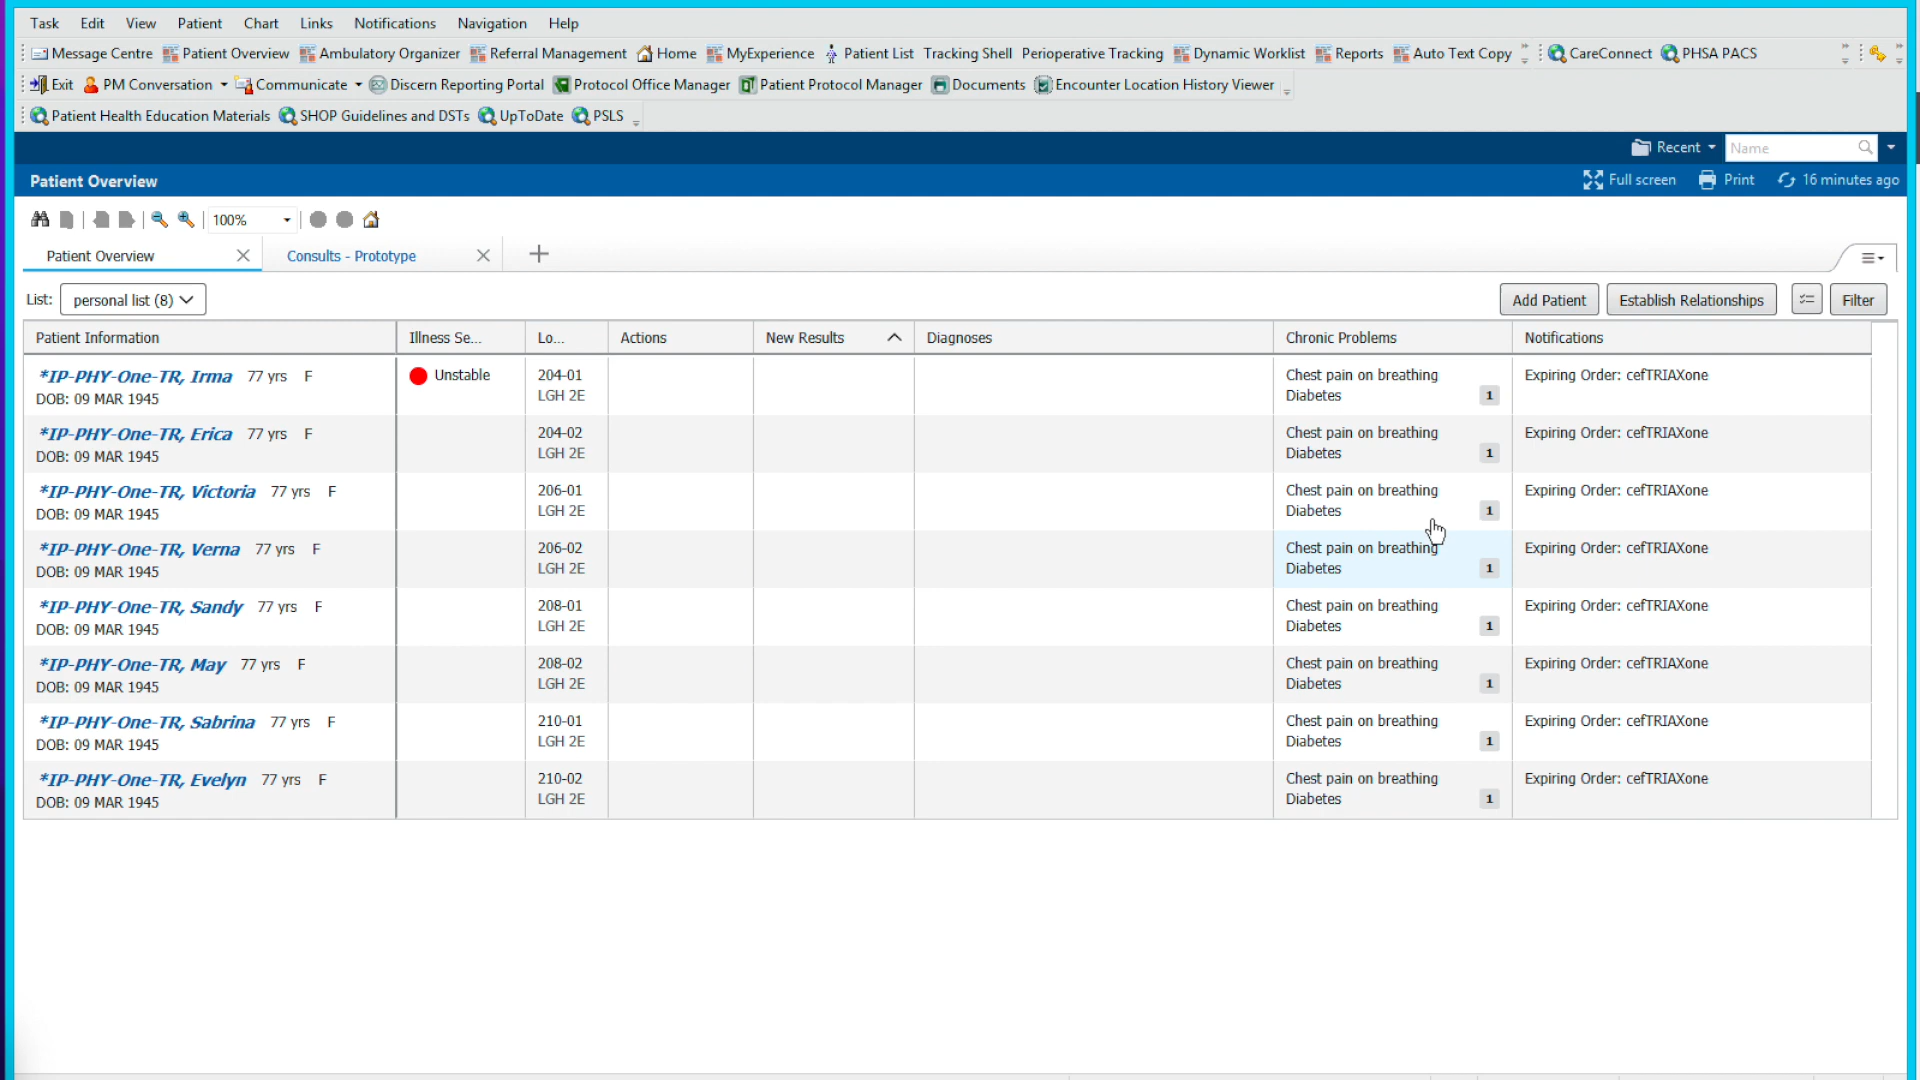 Task Edit View Patient Chart Links Notifications Navigation Help
Message Centre Patient Overview Ambulatory Organizer Referral Management Home MyExperience Patient List Tracking Shell Perioperative Tracking Dynamic Worklist Reports Auto Text Copy CareConnect PHSA PACS
Exit PM Conversation Communicate Discern Reporting Portal Protocol Office Manager Patient Protocol Manager Documents Encounter Location History Viewer
Patient Health Education Materials SHOP Guidelines and DSTs UpToDate PSLS
Recent Name
Patient Overview Full screen Print 16 minutes ago
100%
Patient Overview Consults - Prototype
List: personal list (8) Add Patient Establish Relationships Filter
Patient Information Illness Se... Lo... Actions New Results Diagnoses Chronic Problems Notifications
*IP-PHY-One-TR, Irma 77 yrs F Unstable 204-01 Chest pain on breathing Expiring Order: cefTRIAXone
DOB: 09 MAR 1945 LGH 2E Diabetes 1
*IP-PHY-One-TR, Erica 77 yrs F 204-02 Chest pain on breathing Expiring Order: cefTRIAXone
DOB: 09 MAR 1945 LGH 2E Diabetes 1
*IP-PHY-One-TR, Victoria 77 yrs F 206-01 Chest pain on breathing Expiring Order: cefTRIAXone
DOB: 09 MAR 1945 LGH 2E Diabetes 1
*IP-PHY-One-TR, Verna 77 yrs F 206-02 Chest pain on breathing Expiring Order: cefTRIAXone
DOB: 09 MAR 1945 LGH 2E Diabetes 1
*IP-PHY-One-TR, Sandy 77 yrs F 208-01 Chest pain on breathing Expiring Order: cefTRIAXone
DOB: 09 MAR 1945 LGH 2E Diabetes 1
*IP-PHY-One-TR, May 77 yrs F 208-02 Chest pain on breathing Expiring Order: cefTRIAXone
DOB: 09 MAR 1945 LGH 2E Diabetes 1
*IP-PHY-One-TR, Sabrina 77 yrs F 210-01 Chest pain on breathing Expiring Order: cefTRIAXone
DOB: 09 MAR 1945 LGH 2E Diabetes 1
*IP-PHY-One-TR, Evelyn 77 yrs F 210-02 Chest pain on breathing Expiring Order: cefTRIAXone
DOB: 09 MAR 1945 LGH 2E Diabetes 1